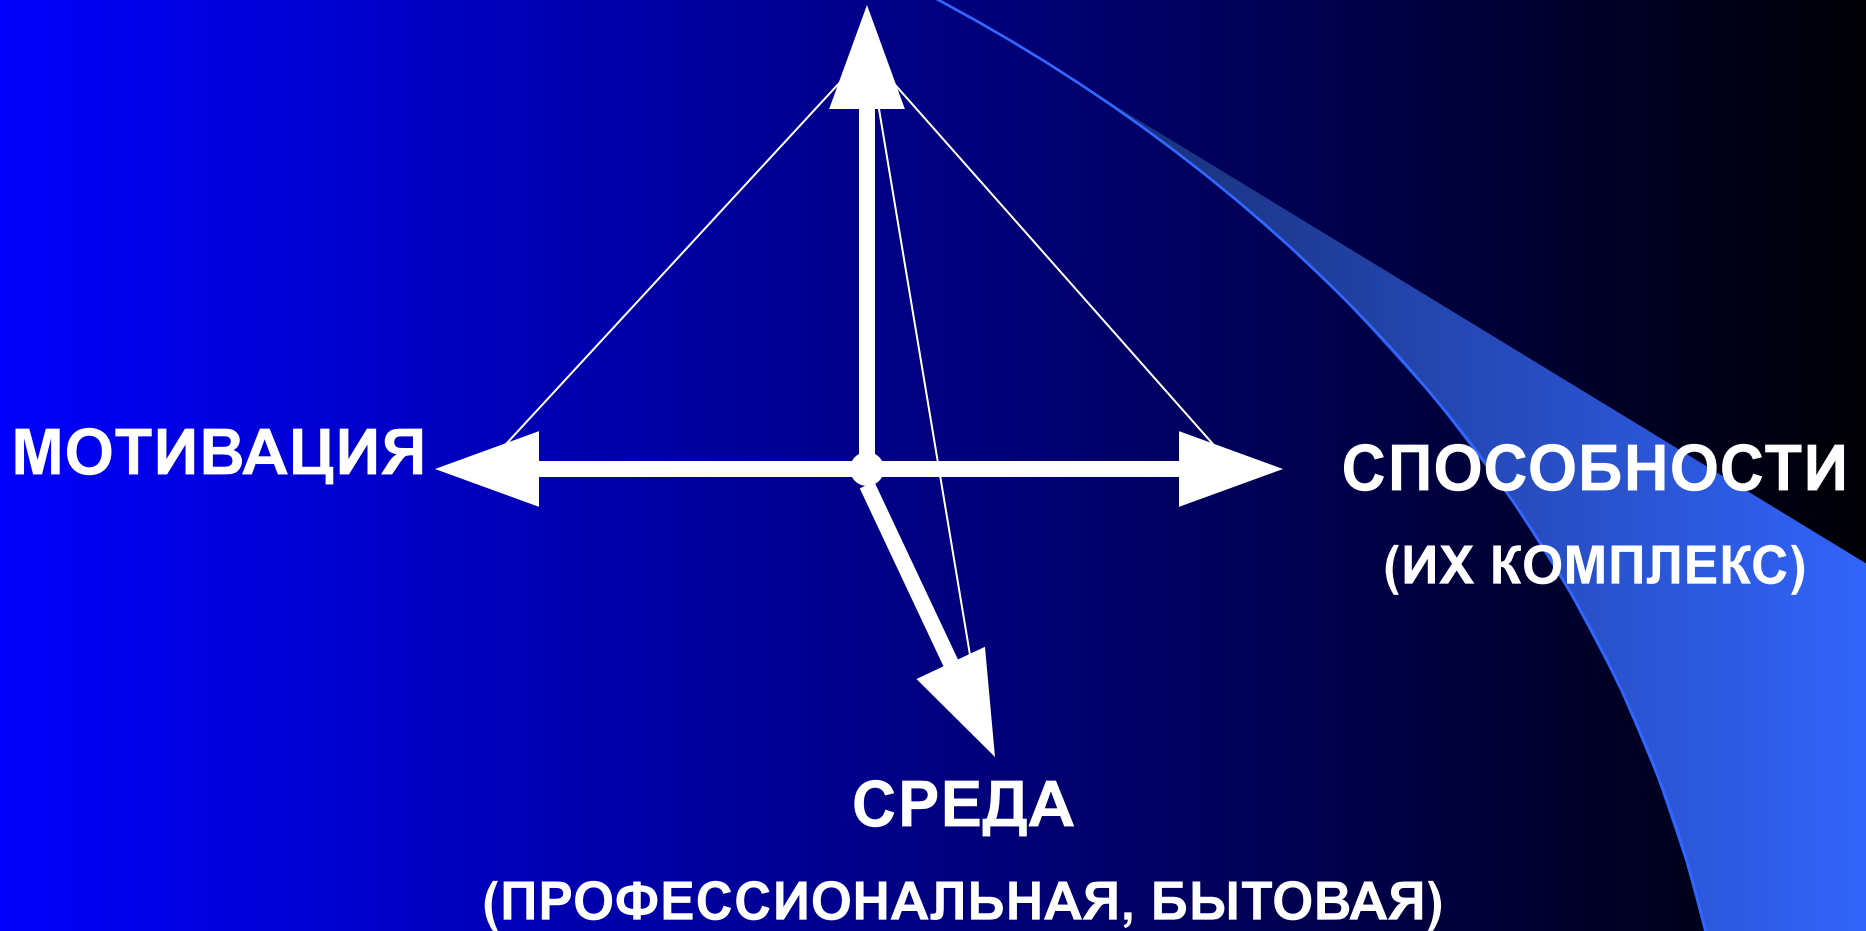 МОТИВАЦИЯ
СПОСОБНОСТИ
(ИХ КОМПЛЕКС)
СРЕДА
(ПРОФЕССИОНАЛЬНАЯ, БЫТОВАЯ)